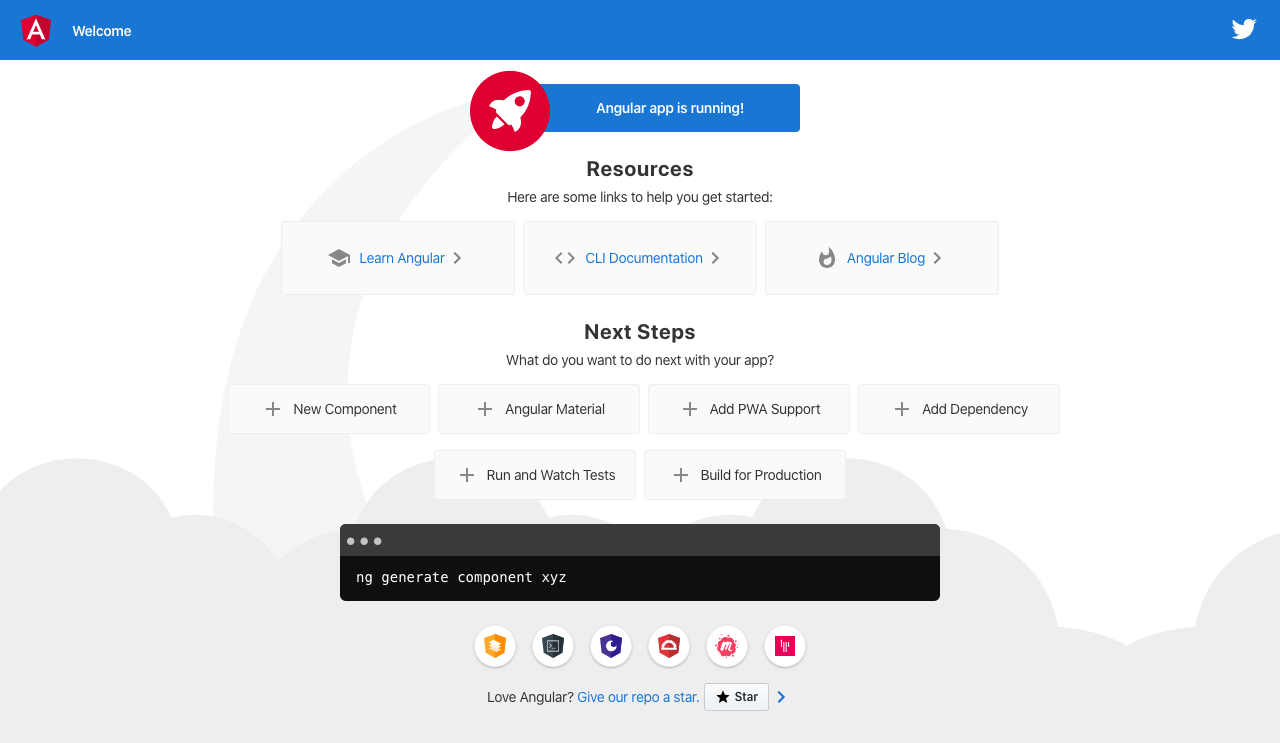 Welcome
Angular app is running!
Resources
Here are some links to help you get started:
Learn Angular
CLI Documentation
Angular Blog
Next Steps
What do you want to do next with your app?
New Component
Angular Material
Add PWA Support
Add Dependency
Run and Watch Tests
Build for Production
ng generate component xyz
Love Angular? Give our repo a star. Star